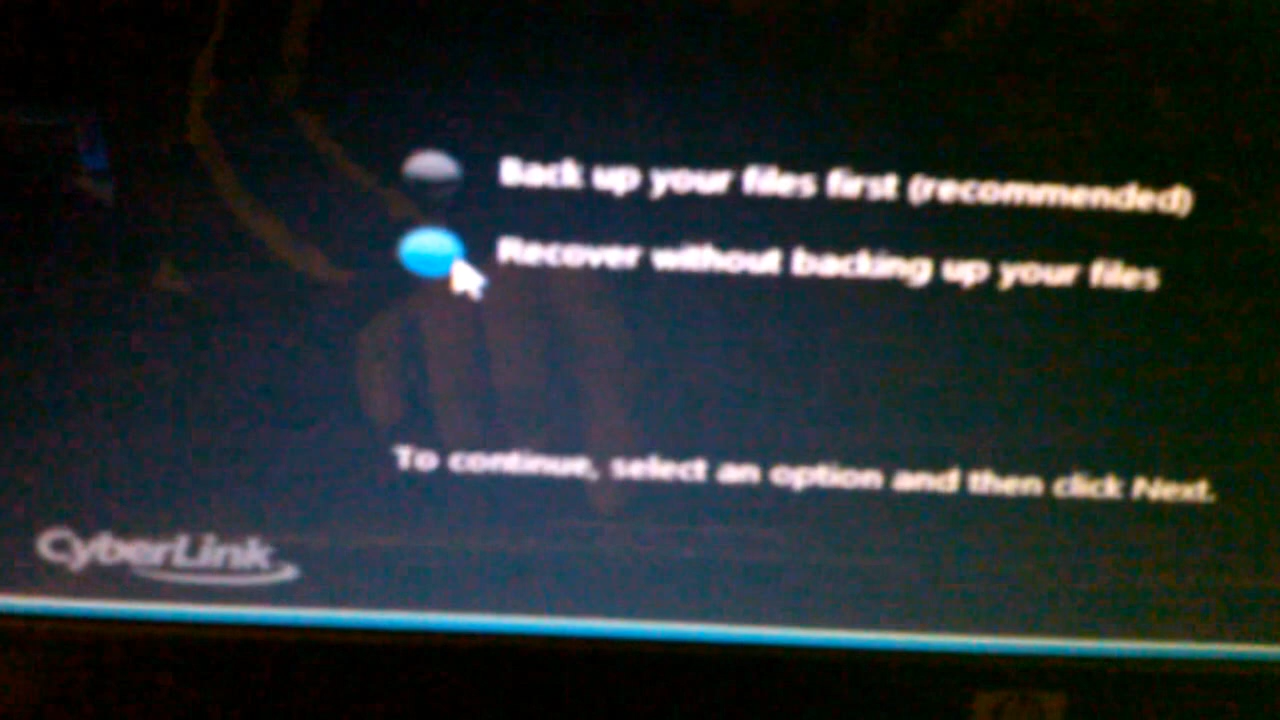 Back up your files first (recommended)
Recover without backing up your files
To continue, select an option and then click Next.
CyberLink